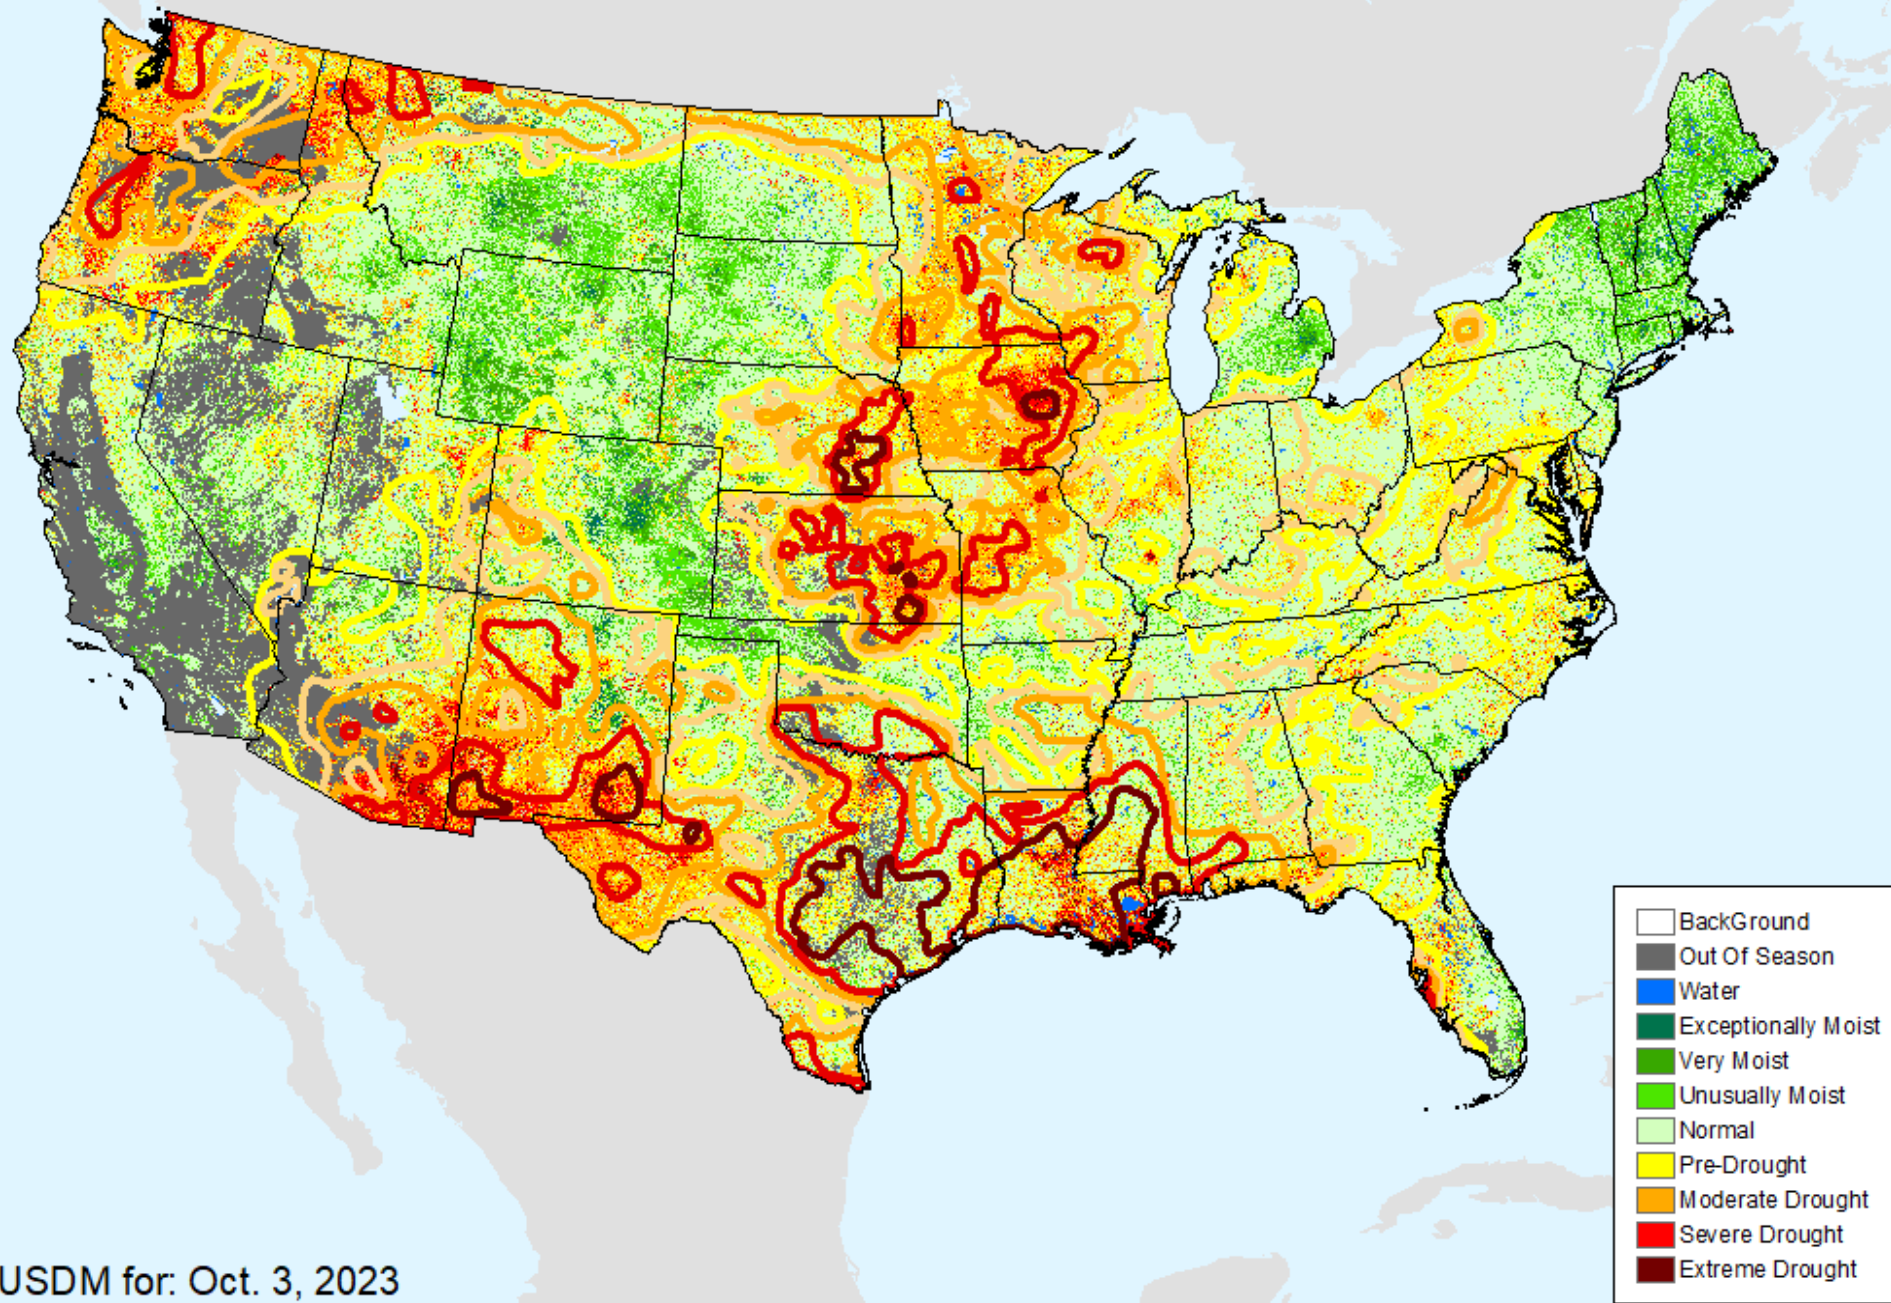 BackGround
Out Of Season
Water
Exceptionally Moist
Very Moist
Unusually Moist
Normal
Pre-Drought
Moderate Drought
Severe Drought
Extreme Drought
USDM for: Oct. 3, 2023